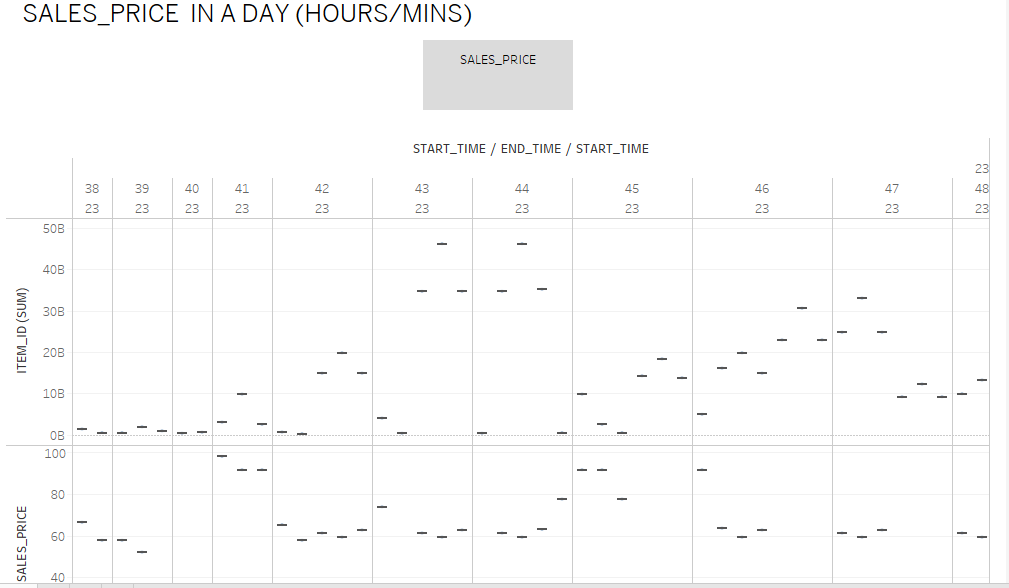 SALES_PRICE IN A DAY (HOURS/MINS)
SALES_PRICE
START_TIME / END_TIME / START_TIME
23
38 39 40 41 42 43 44 45 46 47 48
23 23 23 23 23 23 23 23 23 23 23
ITEM_ID (SUM)
50B
40B
30B
20B
10B
0B
SALES_PRICE
100
80
60
40